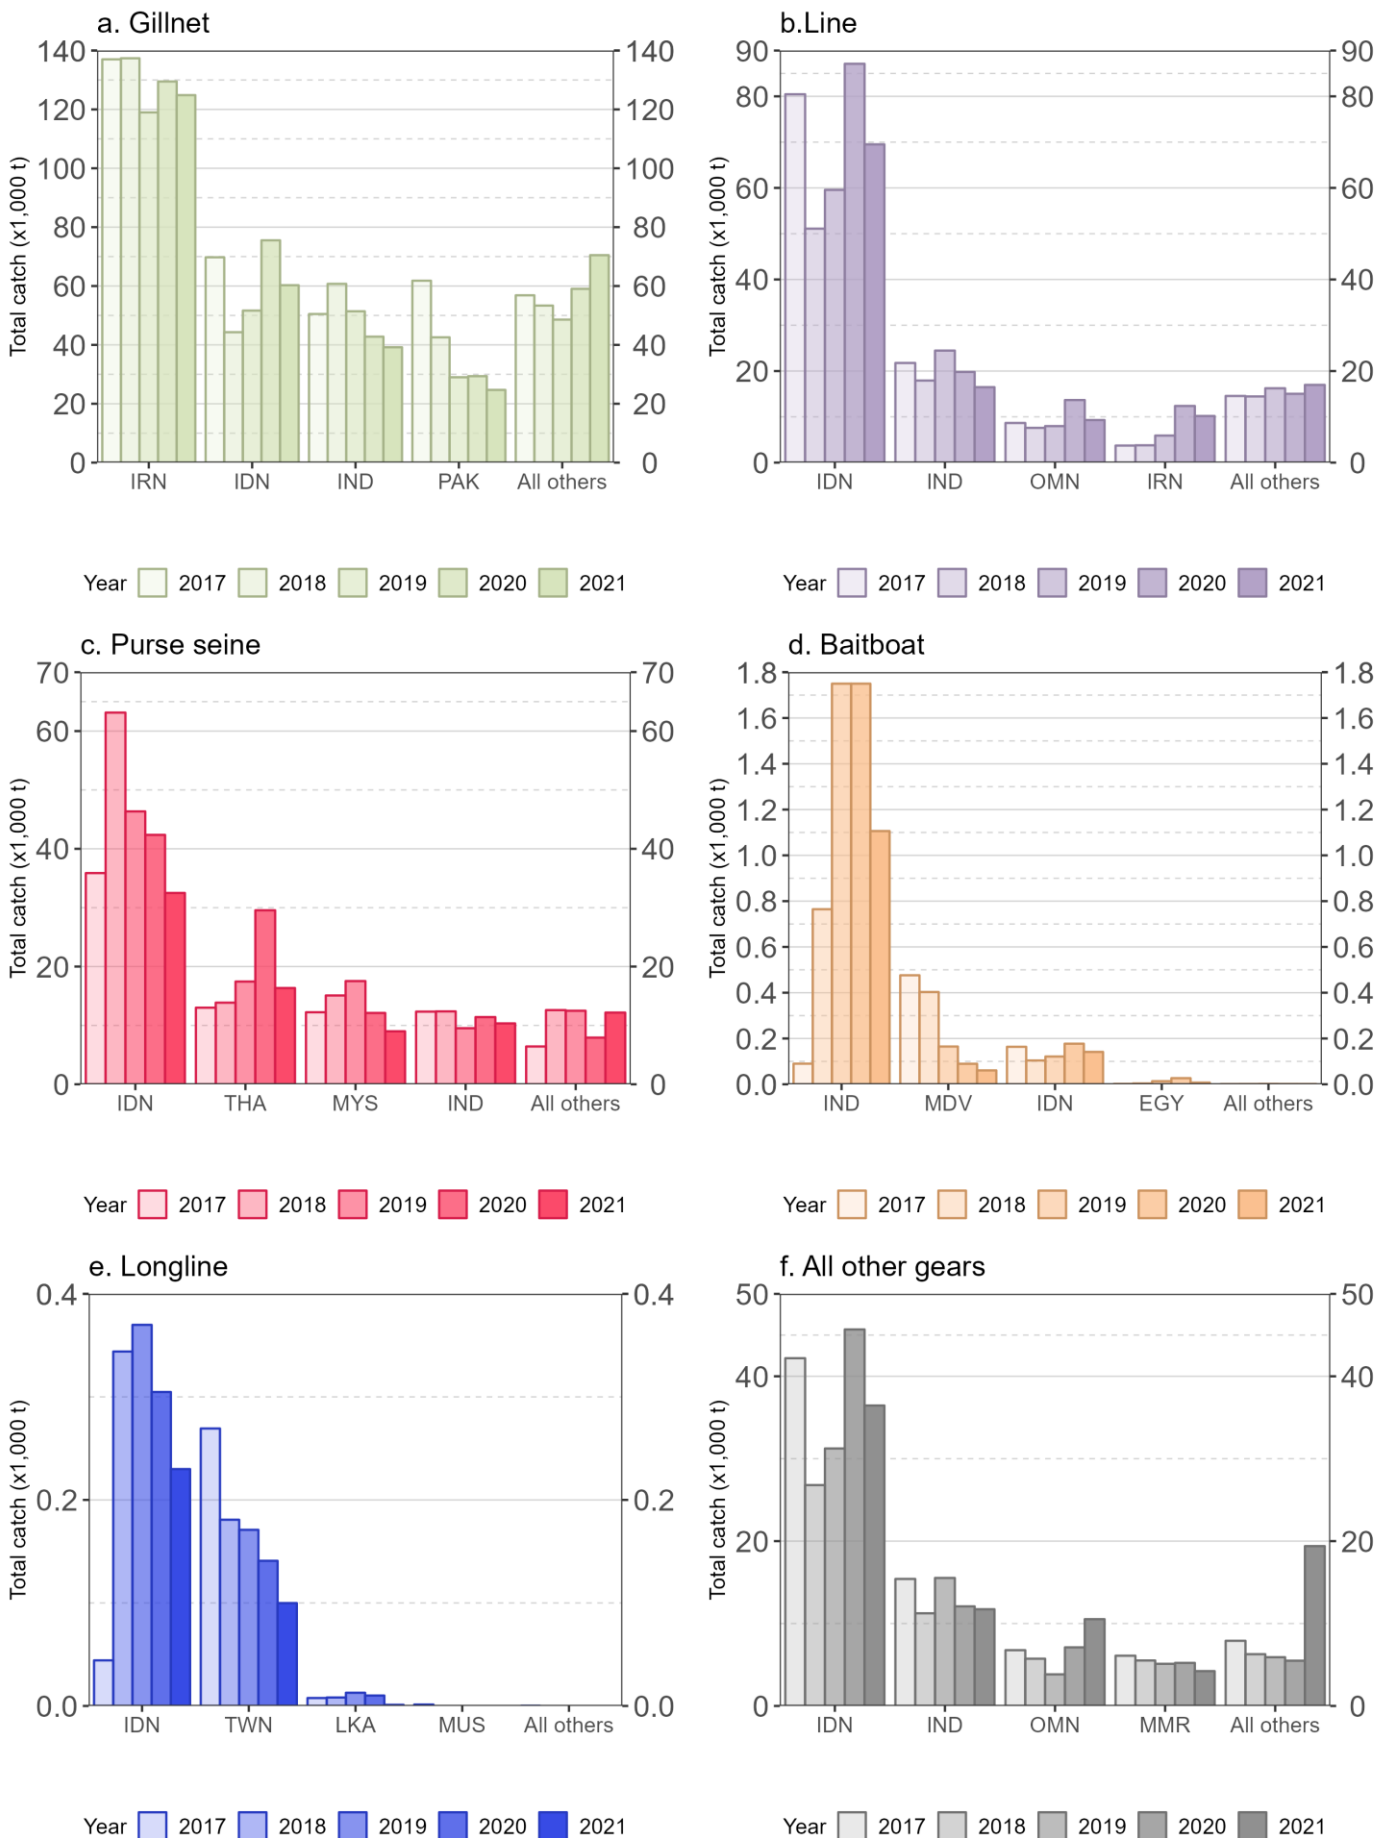 a. Gillnet
140 140
120 120
100 100
80 80
60 60
40 40
20 20
0 0
Total catch (x1,000 t)
IRN IDN IND PAK All others
Year 2017 2018 2019 2020 2021
b.Line
90 90
80 80
60 60
40 40
20 20
0 0
Total catch (x1,000 t)
IDN IND OMN IRN All others
Year 2017 2018 2019 2020 2021
c. Purse seine
70 70
60 60
40 40
20 20
0 0
Total catch (x1,000 t)
IDN THA MYS IND All others
Year 2017 2018 2019 2020 2021
d. Baitboat
1.8 1.8
1.6 1.6
1.4 1.4
1.2 1.2
1.0 1.0
0.8 0.8
0.6 0.6
0.4 0.4
0.2 0.2
0.0 0.0
Total catch (x1,000 t)
IND MDV IDN EGY All others
Year 2017 2018 2019 2020 2021
e. Longline
0.4 0.4
0.2 0.2
0.0 0.0
Total catch (x1,000 t)
IDN TWN LKA MUS All others
Year 2017 2018 2019 2020 2021
f. All other gears
50 50
40 40
20 20
0 0
Total catch (x1,000 t)
IDN IND OMN MMR All others
Year 2017 2018 2019 2020 2021